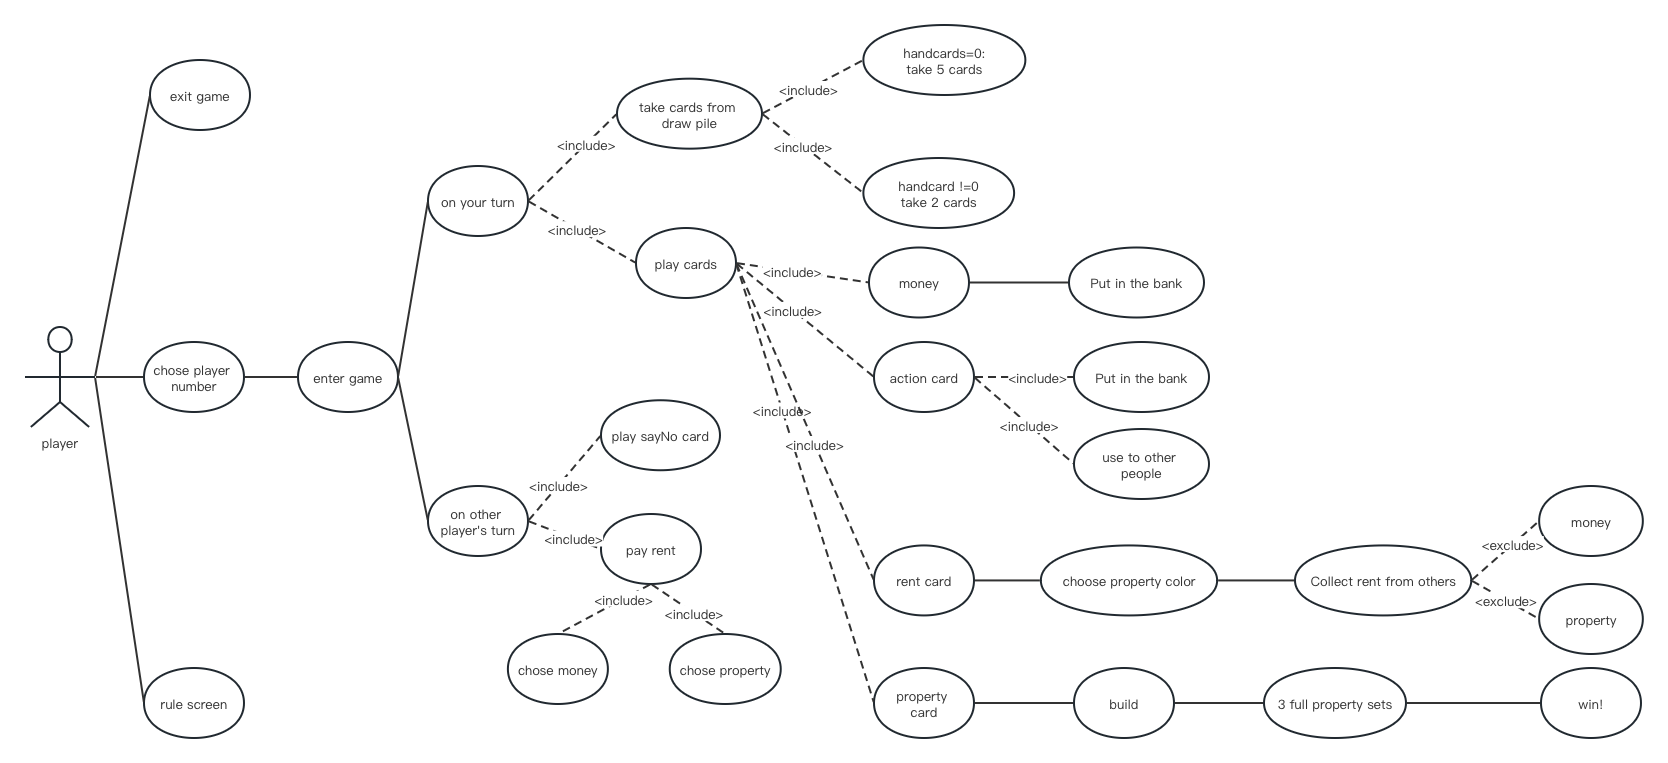 handcards=0:
take 5 cards
exit game
take cards from
draw pile
<include>
<include>
<include>
handcard !=0
take 2 cards
on your turn
<include>
play cards
<include>
money
Put in the bank
<include>
chose player
number
enter game
action card
<include>
Put in the bank
<include>
<include>
player
play sayNo card
<include>
use to other
people
<include>
on other
player's turn
<include>
pay rent
money
<exclude>
rent card
choose property color
Collect rent from others
<include>
<include>
<exclude>
property
chose money
chose property
rule screen
property
card
build
3 full property sets
win!